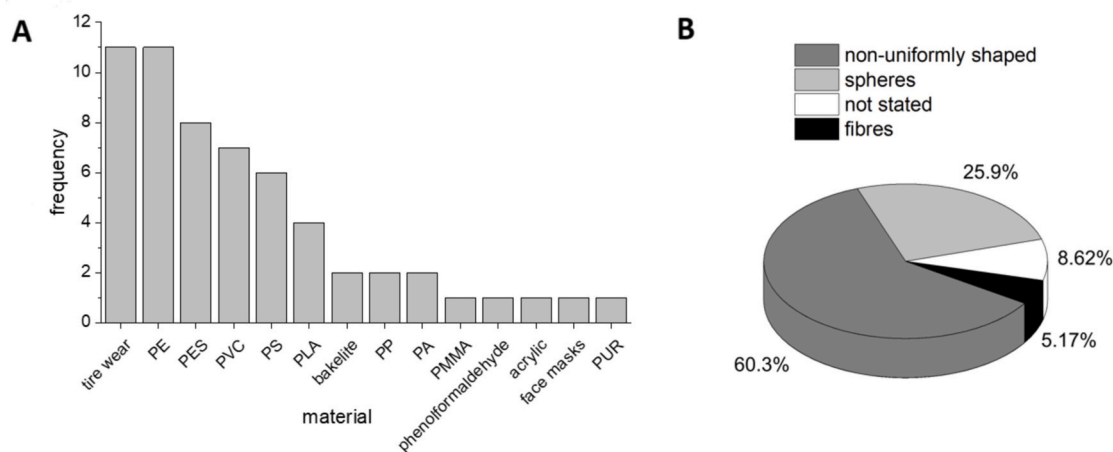 A
12
10
8
6
4
2
0
frequency
tire wear
PE
PES
PVC
PS
PLA
bakelite
PP
PA
PMMA
phenolformaldehyde
acrylic
face masks
PUR
material
B
non-uniformly shaped
spheres
not stated
fibres
25.9%
8.62%
5.17%
60.3%